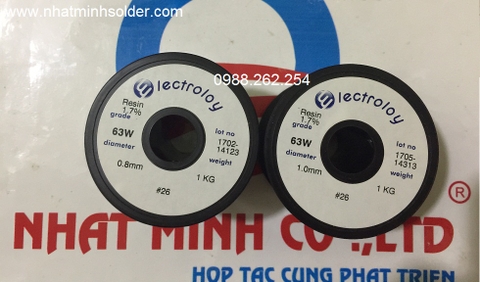 www.nhatminhsolder.com
0988.262.254
lectroloy
Resin
1.7%
grade
63W
diameter
0.8mm
lot no
1702-
14123
weight
1 KG
#26
lectroloy
Resin
1.7%
grade
63W
diameter
1.0mm
lot no
1705-
14313
weight
1 KG
#26
NHAT MINH CO.,LTD ®
HOP TAC CUNG PHAT TRIEN